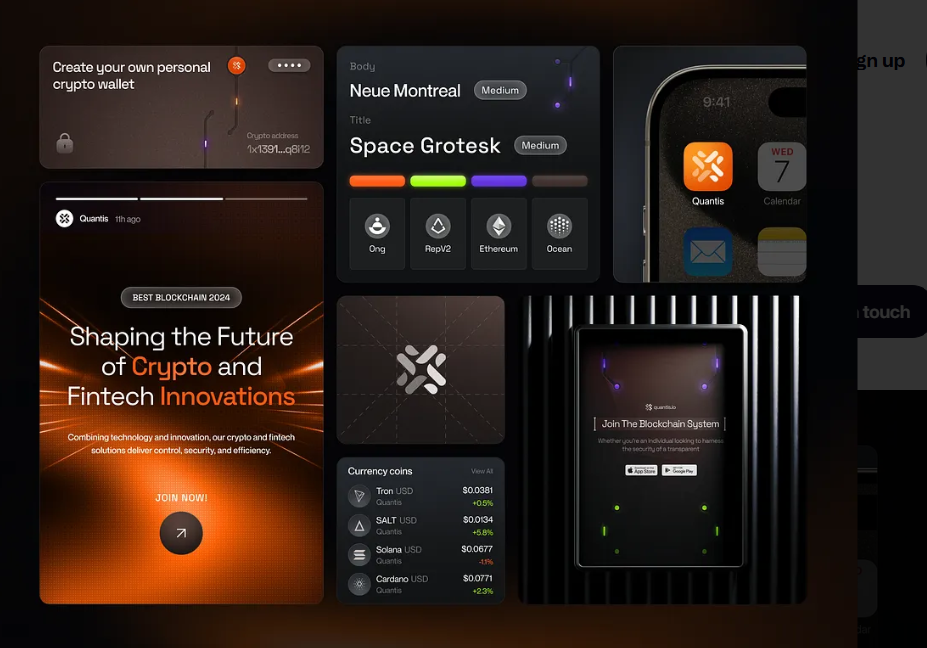 Create your own personal
crypto wallet
Crypto address
1x1391...q8i12
Quantis 11h ago
BEST BLOCKCHAIN 2024
Shaping the Future
of Crypto and
Fintech Innovations
Combining technology and innovation, our crypto and fintech
solutions deliver control, security, and efficiency.
JOIN NOW!
Body
Neue Montreal Medium
Title
Space Grotesk Medium
Ong RepV2 Ethereum Ocean
9:41
WED
7
Quantis Calendar
Currency coins View All
Tron USD $0.0381
Quantis +0.5%
SALT USD $0.0134
Quantis +5.8%
Solana USD $0.0677
Quantis -1.1%
Cardano USD $0.0771
Quantis +2.3%
quantis.io
Join The Blockchain System
Whether you're an individual looking to harness
the security of a transparent
App Store Google Play
gn up
touch